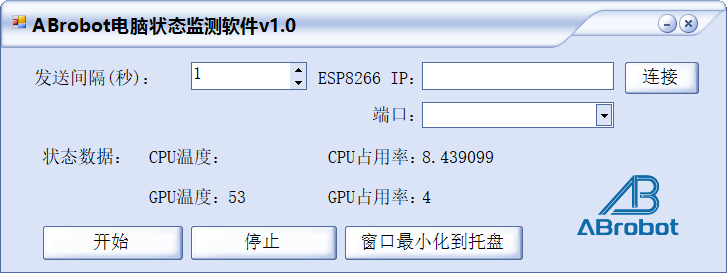 ABrobot电脑状态监测软件v1.0
发送间隔(秒): 1 ESP8266 IP: 连接
端口:
状态数据: CPU温度: CPU占用率: 8.439099
GPU温度: 53 GPU占用率: 4
AB
ABrobot
开始 停止 窗口最小化到托盘